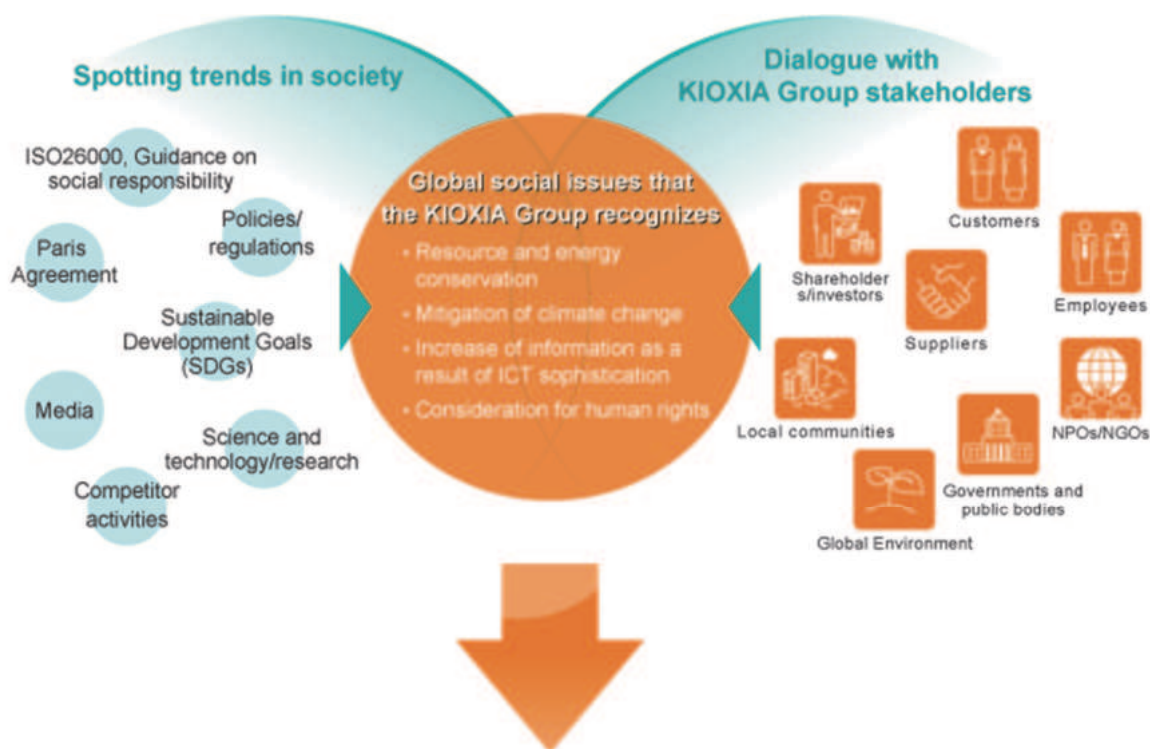 Spotting trends in society
ISO26000, Guidance on
social responsibility
Policies/
regulations
Paris
Agreement
Sustainable
Development Goals
(SDGs)
Media
Science and
technology/research
Competitor
activities
Global social issues that
the KIOXIA Group recognizes
• Resource and energy
conservation
• Mitigation of climate change
• Increase of information as a
result of ICT sophistication
• Consideration for human rights
Dialogue with
KIOXIA Group stakeholders
Customers
Shareholder
s/investors
Employees
Suppliers
Local communities
NPOs/NGOs
Governments and
public bodies
Global Environment